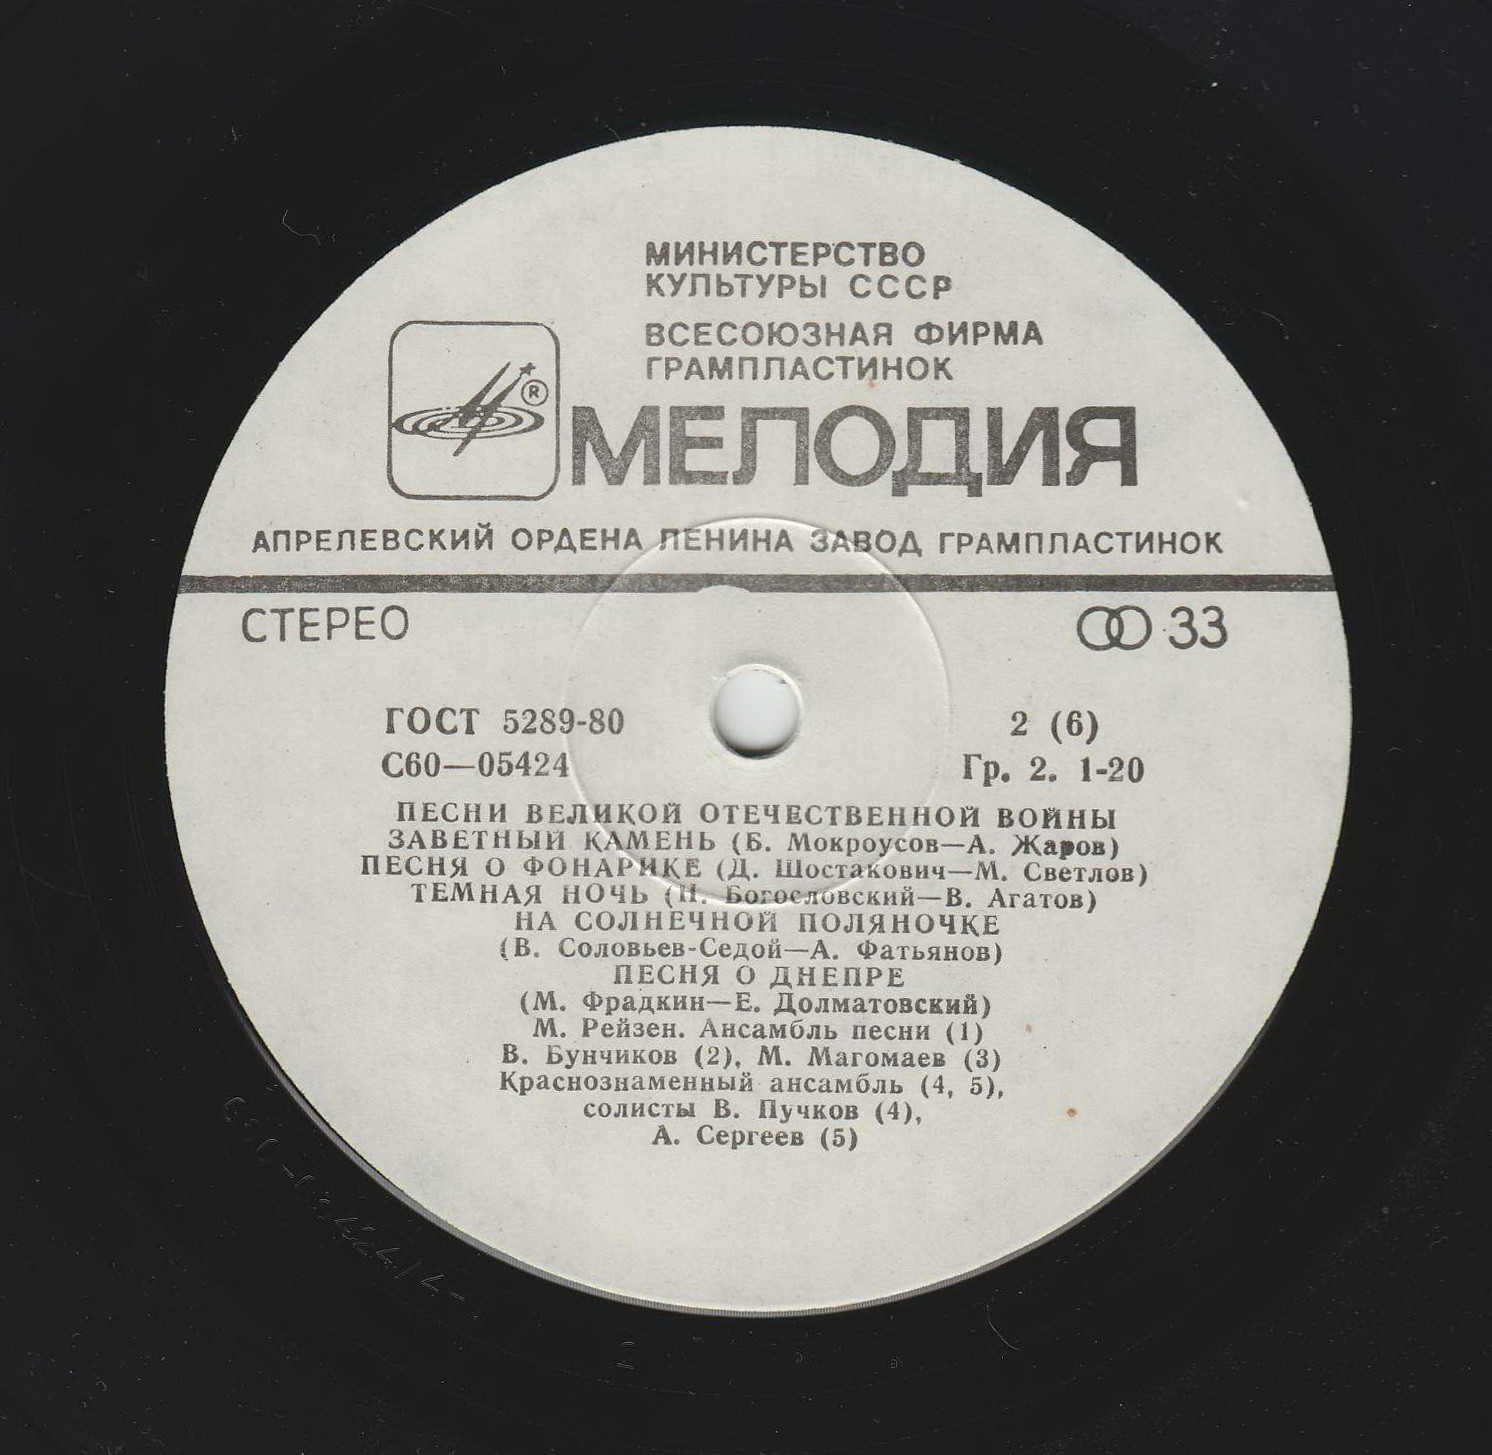 МИНИСТЕРСТВО
КУЛЬТУРЫ СССР
ВСЕСОЮЗНАЯ ФИРМА
ГРАМПЛАСТИНОК
®
МЕЛОДИЯ
АПРЕЛЕВСКИЙ ОРДЕНА ЛЕНИНА ЗАВОД ГРАМПЛАСТИНОК
СТЕРЕО 33
ГОСТ 5289-80 2 (6)
С60—05424 Гр. 2. 1-20
ПЕСНИ ВЕЛИКОЙ ОТЕЧЕСТВЕННОЙ ВОЙНЫ
ЗАВЕТНЫЙ КАМЕНЬ (Б. Мокроусов—А. Жаров)
ПЕСНЯ О ФОНАРИКЕ (Д. Шостакович—М. Светлов)
ТЕМНАЯ НОЧЬ (Н. Богословский—В. Агатов)
НА СОЛНЕЧНОЙ ПОЛЯНОЧКЕ
(В. Соловьев-Седой—А. Фатьянов)
ПЕСНЯ О ДНЕПРЕ
(М. Фрадкин—Е. Долматовский)
М. Рейзен. Ансамбль песни (1)
В. Бунчиков (2), М. Магомаев (3)
Краснознаменный ансамбль (4, 5),
солисты В. Пучков (4),
А. Сергеев (5)